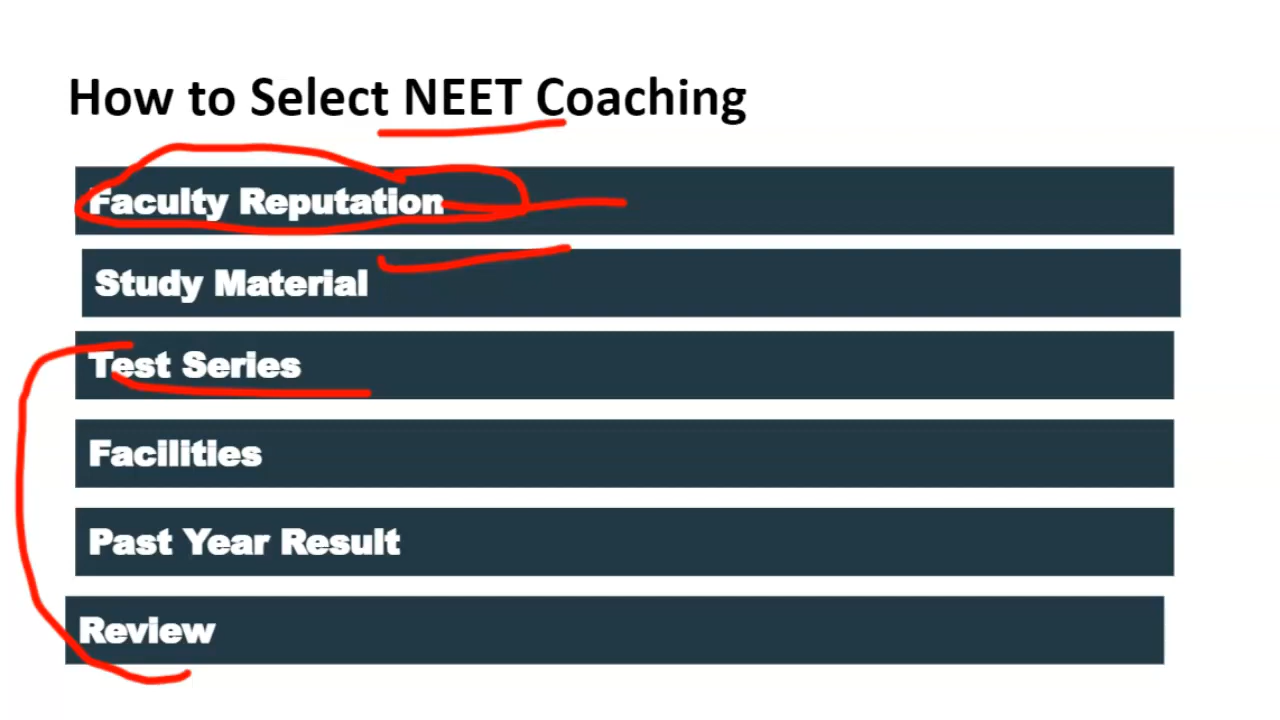 How to Select NEET Coaching
Faculty Reputation
Study Material
Test Series
Facilities
Past Year Result
Review